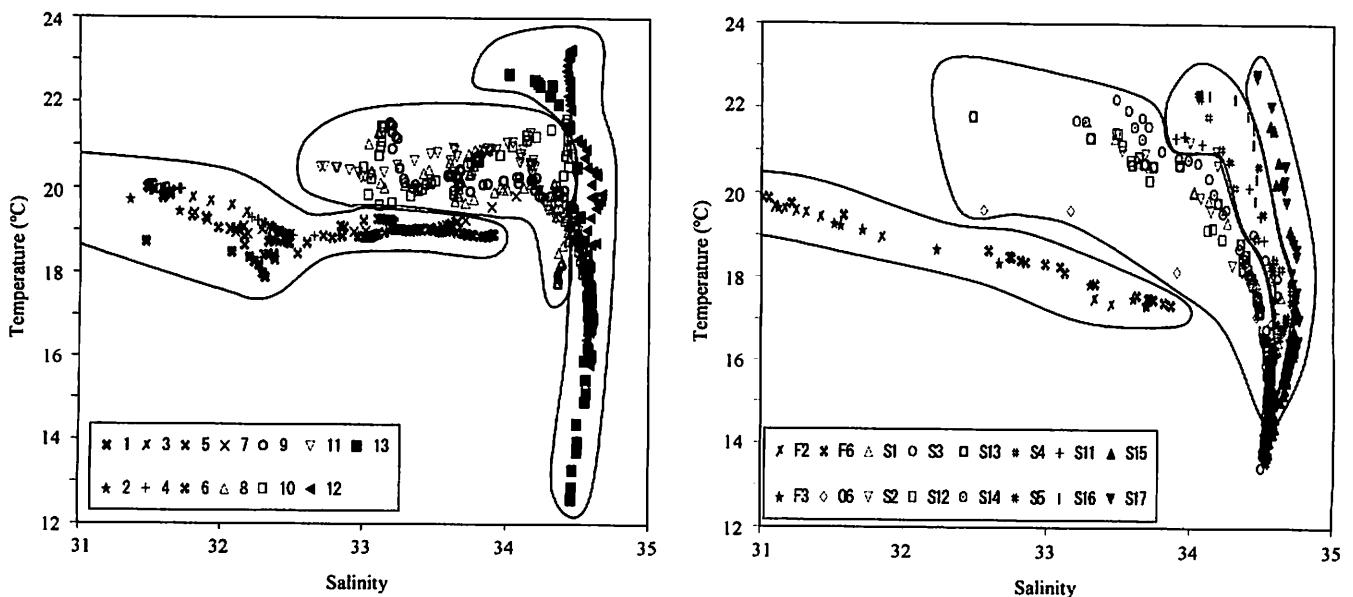 24
22
20
18
16
14
12
Temperature (°C)
1 3 5 7 9 11 13
2 4 6 8 10 12
31 32 33 34 35
Salinity
24
22
20
18
16
14
12
Temperature (°C)
F2 F6 S1 S3 S13 S4 S11 S15
F3 O6 S2 S12 S14 S5 S16 S17
31 32 33 34 35
Salinity